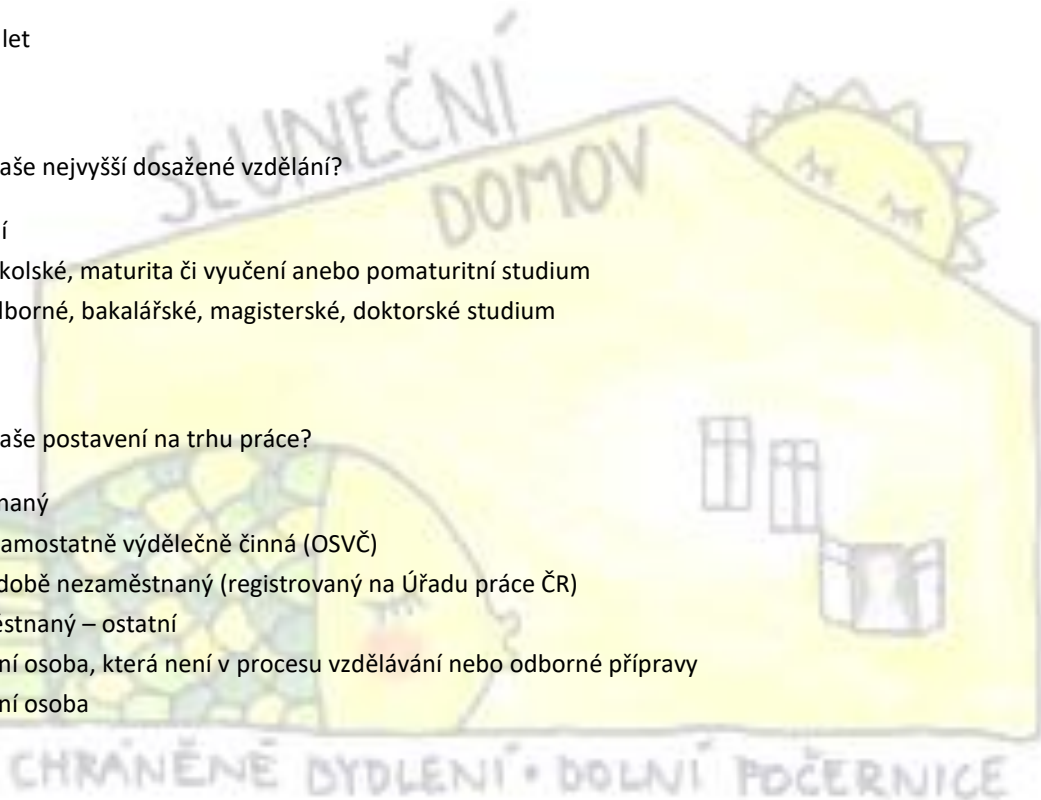 let
SLUNEČNÍ
DOMOV
aše nejvyšší dosažené vzdělání?
í
kolské, maturita či vyučení anebo pomaturitní studium
dborné, bakalářské, magisterské, doktorské studium
aše postavení na trhu práce?
naný
amostatně výdělečně činná (OSVČ)
době nezaměstnaný (registrovaný na Úřadu práce ČR)
ěstnaný – ostatní
ní osoba, která není v procesu vzdělávání nebo odborné přípravy
ní osoba
CHRÁNĚNÉ BYDLENÍ • DOLNÍ POČERNICE